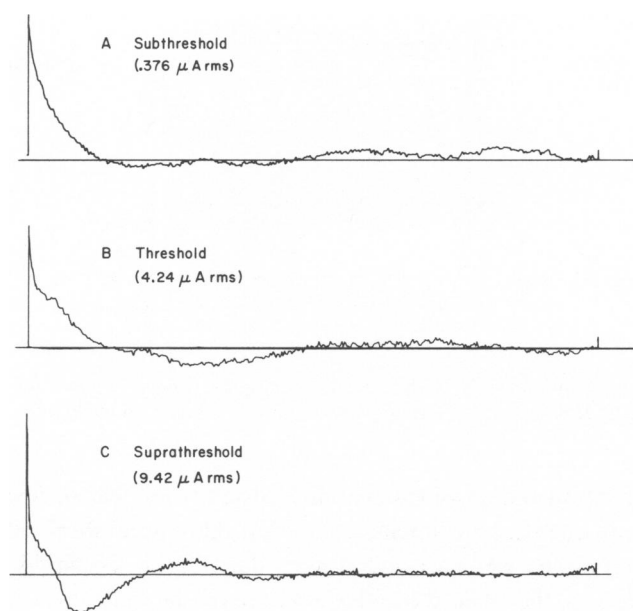 A Subthreshold
(.376 μ A rms)
B Threshold
(4.24 μ A rms)
C Suprathreshold
(9.42 μ A rms)